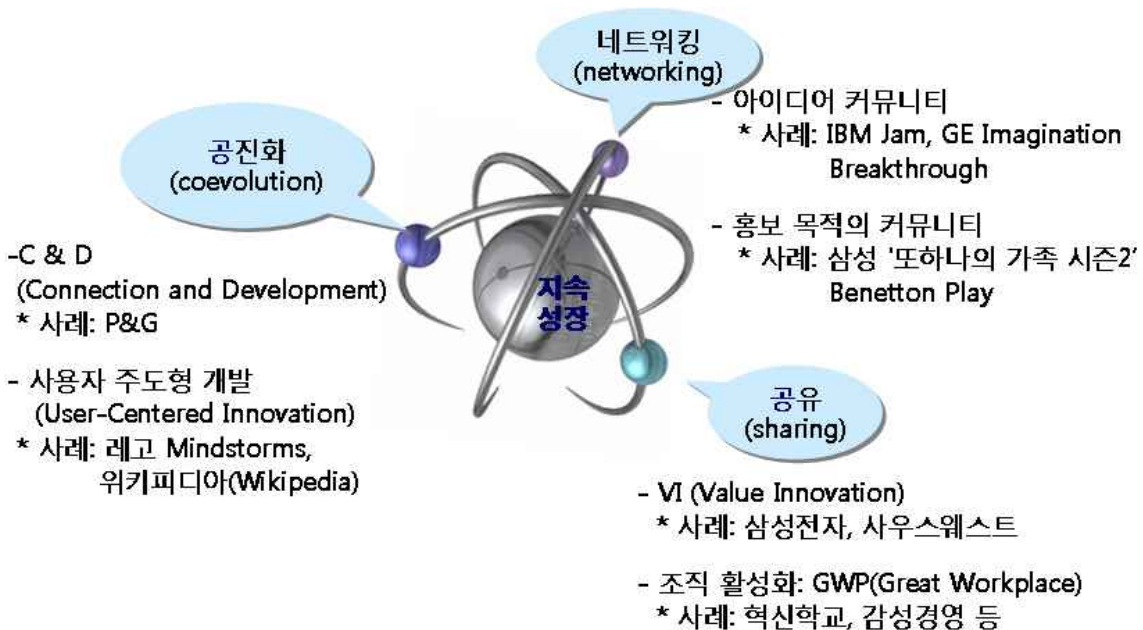 네트워킹
(networking)
- 아이디어 커뮤니티
* 사례: IBM Jam, GE Imagination
Breakthrough
- 홍보 목적의 커뮤니티
* 사례: 삼성 '또하나의 가족 시즌2'
Benetton Play
공진화
(coevolution)
-C & D
(Connection and Development)
* 사례: P&G
- 사용자 주도형 개발
(User-Centered Innovation)
* 사례: 레고 Mindstorms,
위키피디아(Wikipedia)
지속
성장
공유
(sharing)
- VI (Value Innovation)
* 사례: 삼성전자, 사우스웨스트
- 조직 활성화: GWP(Great Workplace)
* 사례: 혁신학교, 감성경영 등